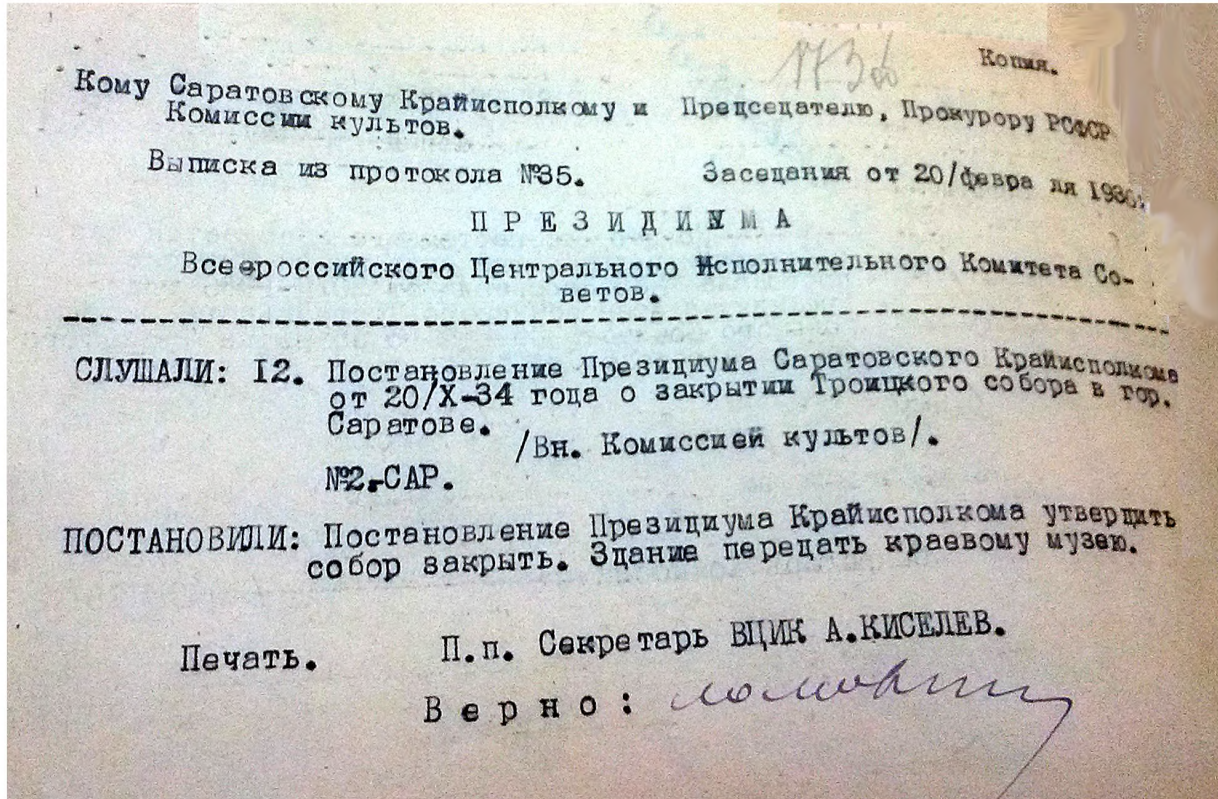 Копия.
Кому Саратовскому Крайисполкому и Председателю, Прокурору РСФСР
Комиссии культов.
Выписка из протокола №35. Заседания от 20/февра ля
П Р Е З И Д И У М А
Всероссийского Центрального Исполнительного Комитета Со-
ветов.
СЛУШАЛИ: 12. Постановление Президиума Саратовского Крайисполкома
от 20/X-34 года о закрытии Троицкого собора в гор.
Саратове.
/Вн. Комиссией культов/.
№2.-САР.
ПОСТАНОВИЛИ: Постановление Президиума Крайисполкома утвердить
собор закрыть. Здание передать краевому музею.
Печать. П.п. Секретарь ВЦИК А.КИСЕЛЕВ.
В е р н о :